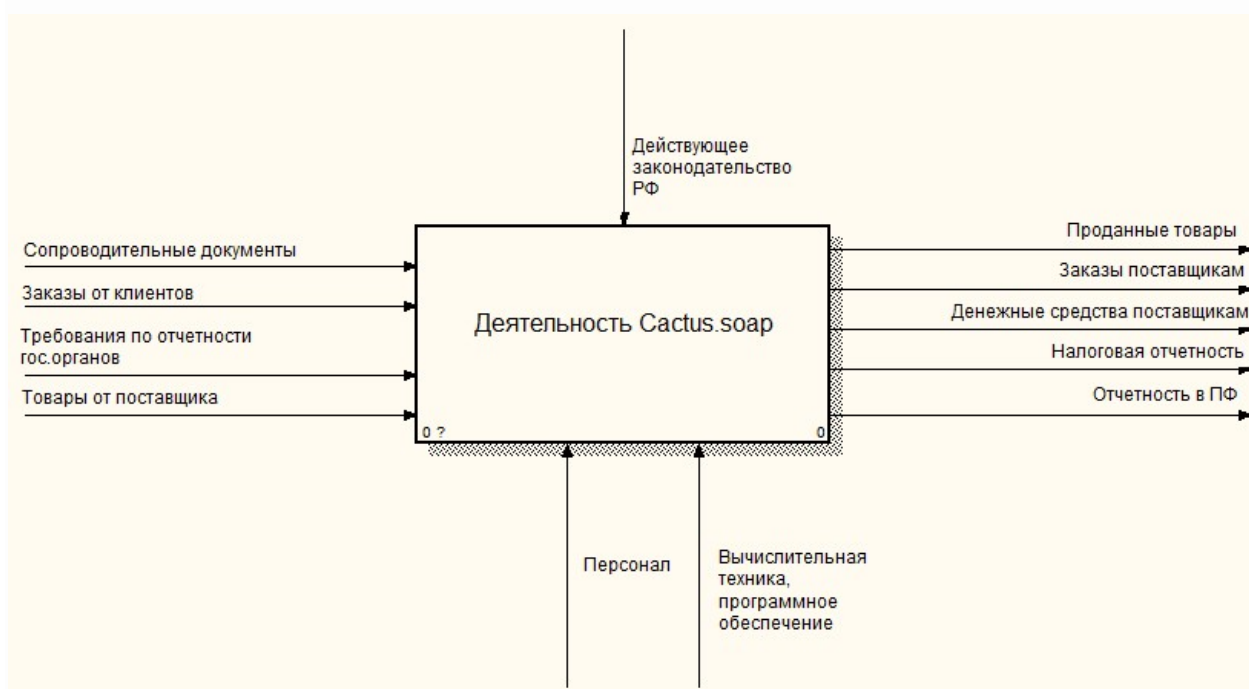 Действующее
законодательство
РФ
Сопроводительные документы
Заказы от клиентов
Требования по отчетности
гос.органов
Товары от поставщика
Деятельность Cactus.soap
0 ?
0
Проданные товары
Заказы поставщикам
Денежные средства поставщикам
Налоговая отчетность
Отчетность в ПФ
Персонал
Вычислительная
техника,
программное
обеспечение